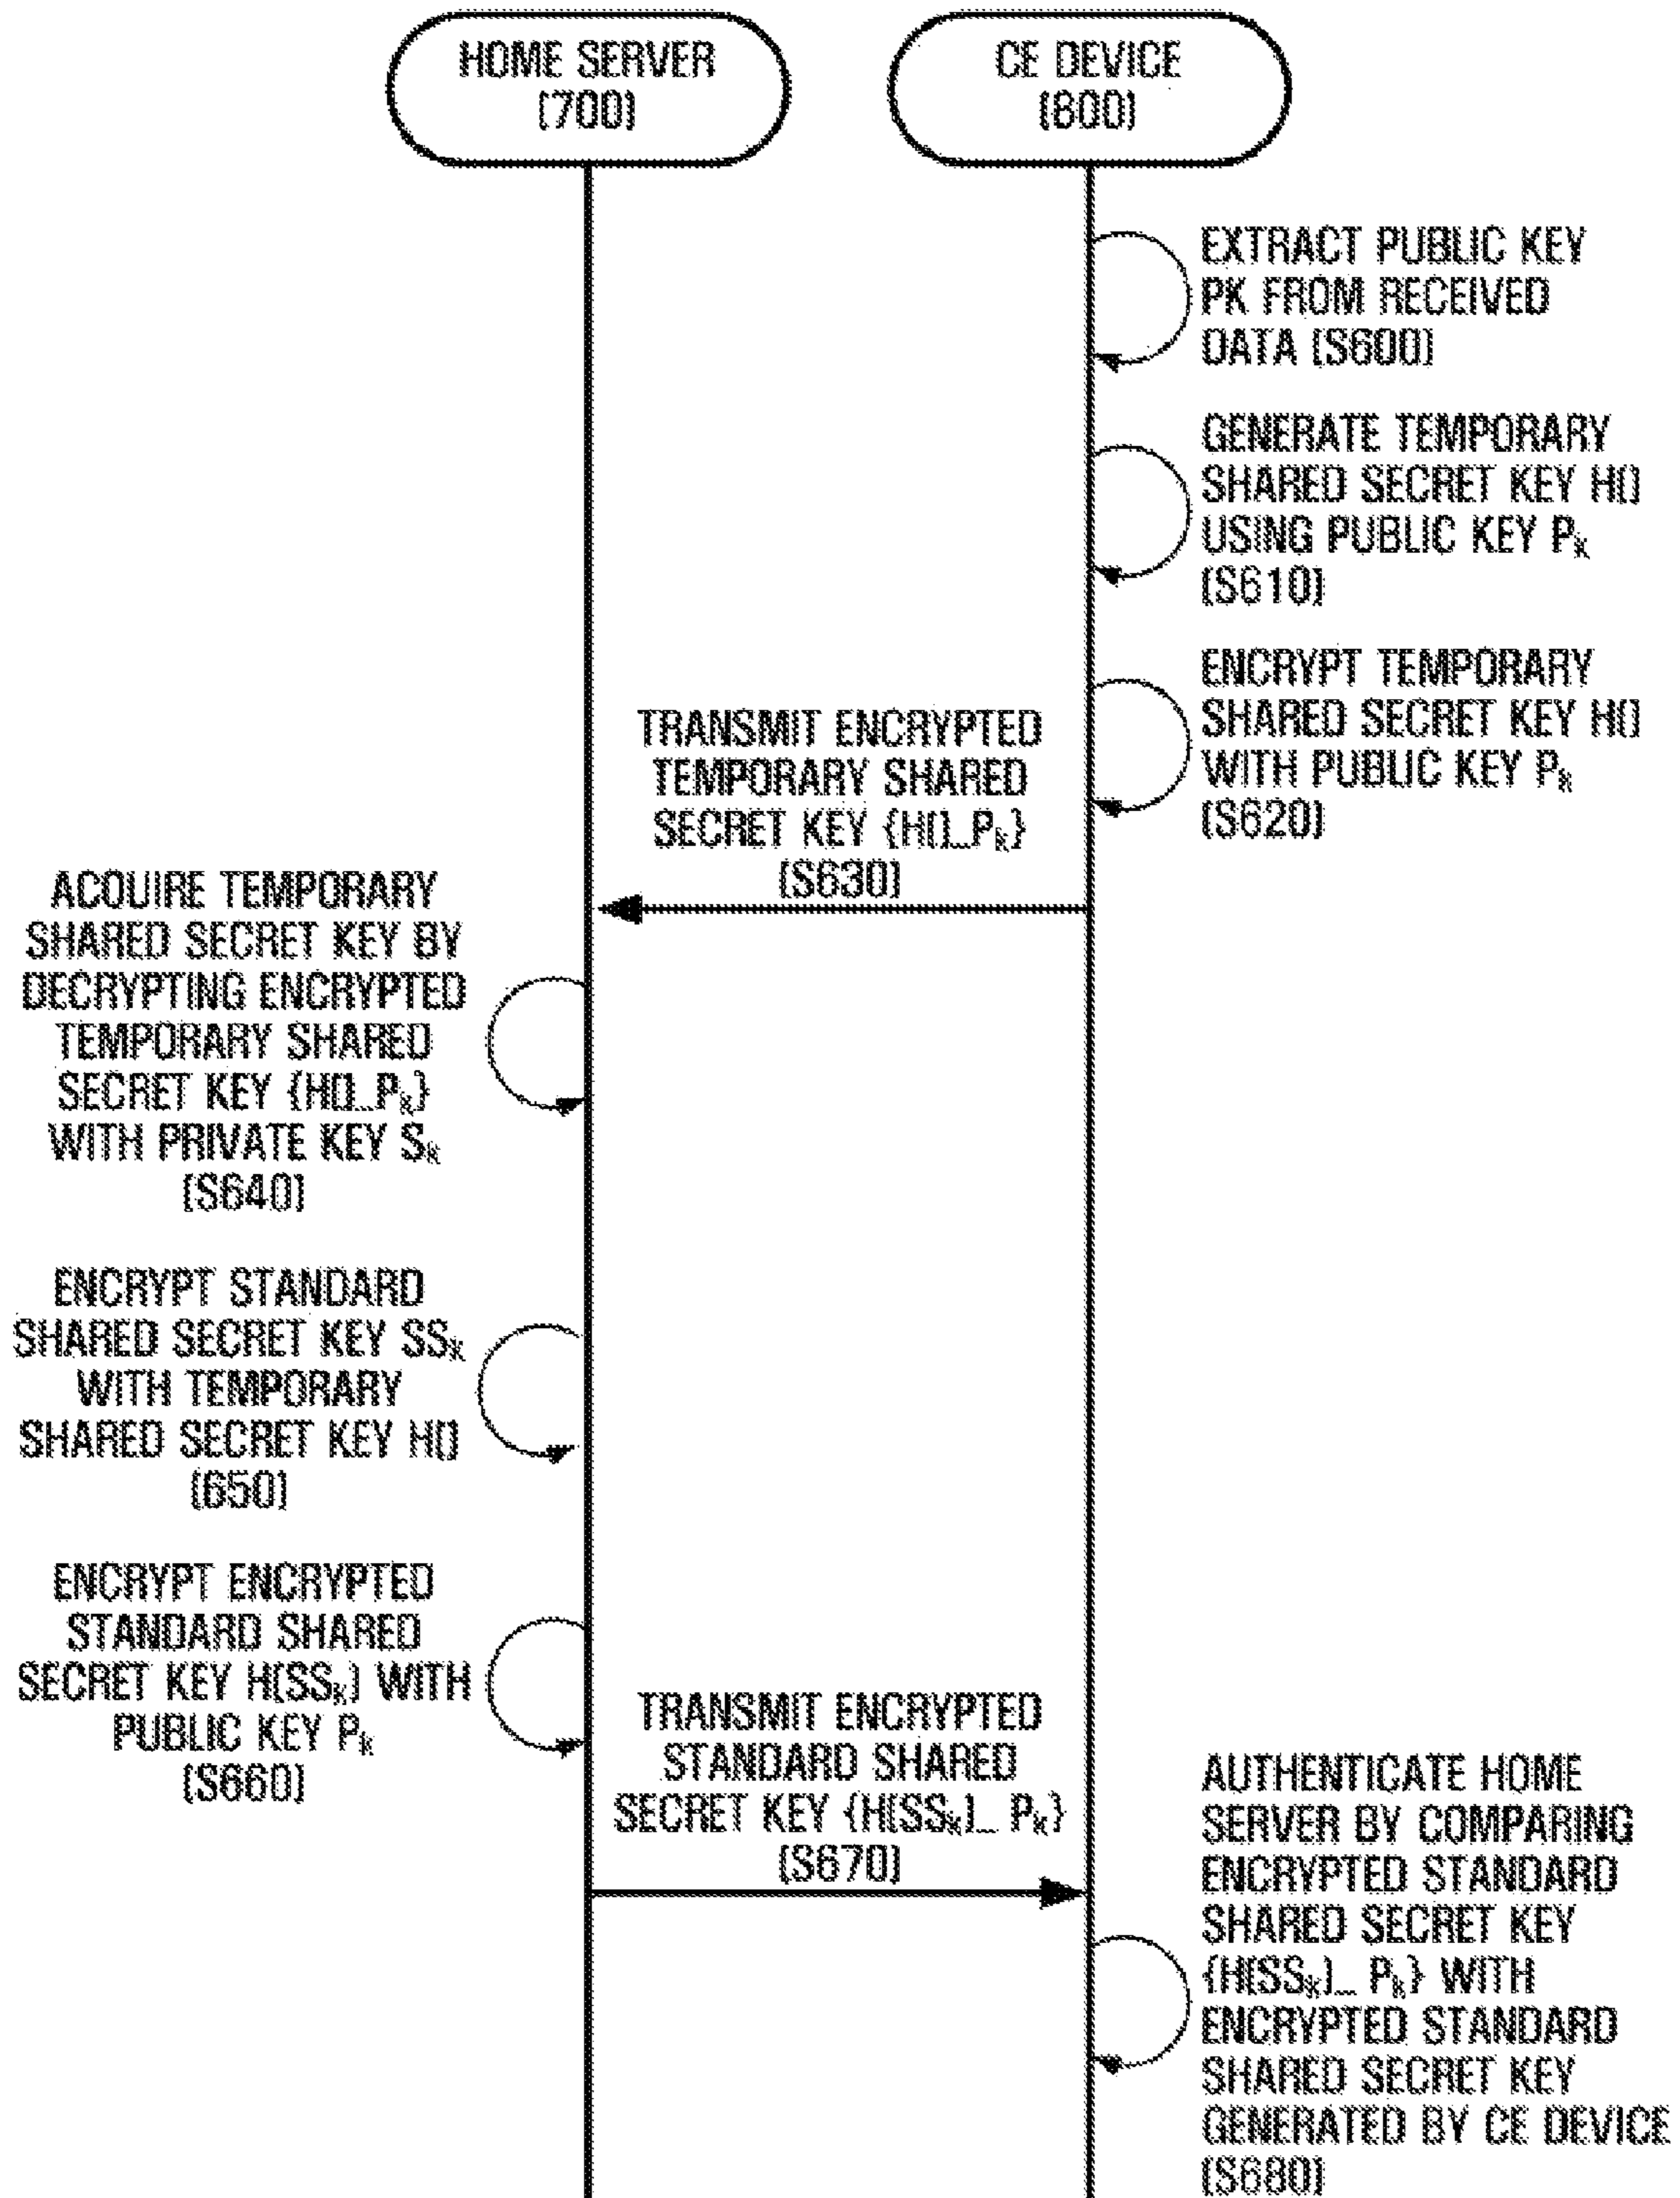 HOME SERVER
(700)
CE DEVICE
(800)
EXTRACT PUBLIC KEY
PK FROM RECEIVED
DATA (S600)
GENERATE TEMPORARY
SHARED SECRET KEY H()
USING PUBLIC KEY Pk
(S610)
ENCRYPT TEMPORARY
SHARED SECRET KEY H()
WITH PUBLIC KEY Pk
(S620)
TRANSMIT ENCRYPTED
TEMPORARY SHARED
SECRET KEY {H()_Pk}
(S630)
ACQUIRE TEMPORARY
SHARED SECRET KEY BY
DECRYPTING ENCRYPTED
TEMPORARY SHARED
SECRET KEY {H()_Pk}
WITH PRIVATE KEY Sk
(S640)
ENCRYPT STANDARD
SHARED SECRET KEY SSk
WITH TEMPORARY
SHARED SECRET KEY H()
(650)
ENCRYPT ENCRYPTED
STANDARD SHARED
SECRET KEY H(SSk) WITH
PUBLIC KEY Pk
(S660)
TRANSMIT ENCRYPTED
STANDARD SHARED
SECRET KEY {H(SSk)_ Pk}
(S670)
AUTHENTICATE HOME
SERVER BY COMPARING
ENCRYPTED STANDARD
SHARED SECRET KEY
{H(SSk)_ Pk} WITH
ENCRYPTED STANDARD
SHARED SECRET KEY
GENERATED BY CE DEVICE
(S680)